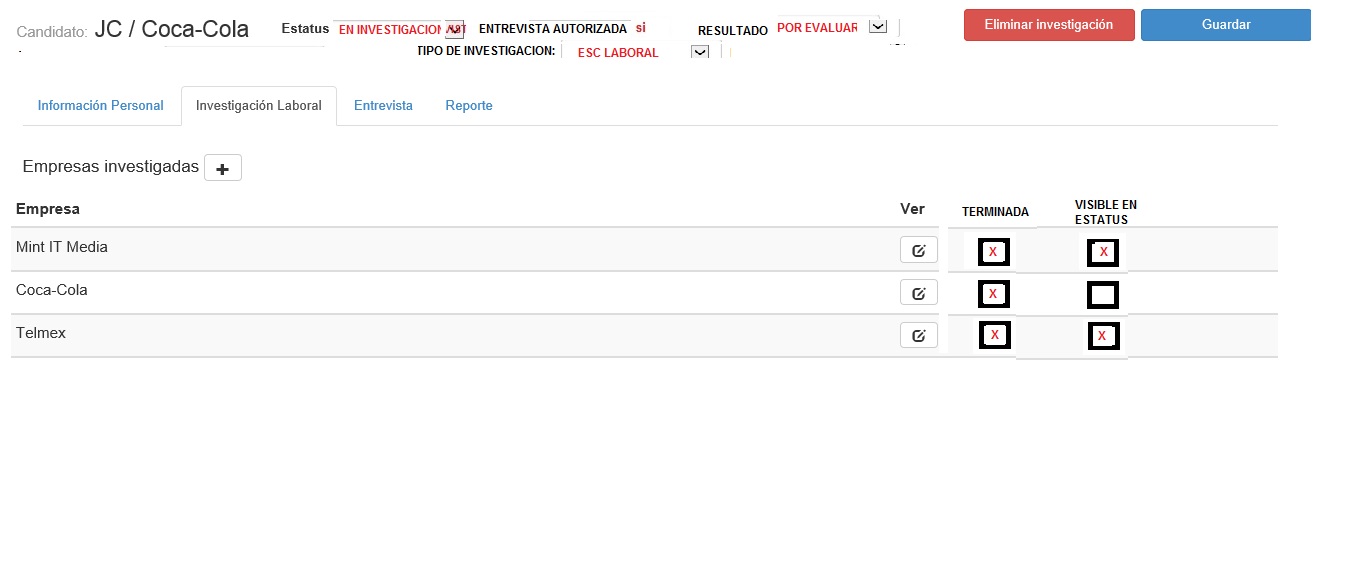 Candidato: JC / Coca-Cola Estatus EN INVESTIGACION ENTREVISTA AUTORIZADA si RESULTADO POR EVALUAR Eliminar investigación Guardar
TIPO DE INVESTIGACION: ESC LABORAL
Información Personal Investigación Laboral Entrevista Reporte
Empresas investigadas
Empresa Ver TERMINADA VISIBLE EN
ESTATUS
Mint IT Media X X
Coca-Cola X
Telmex X X